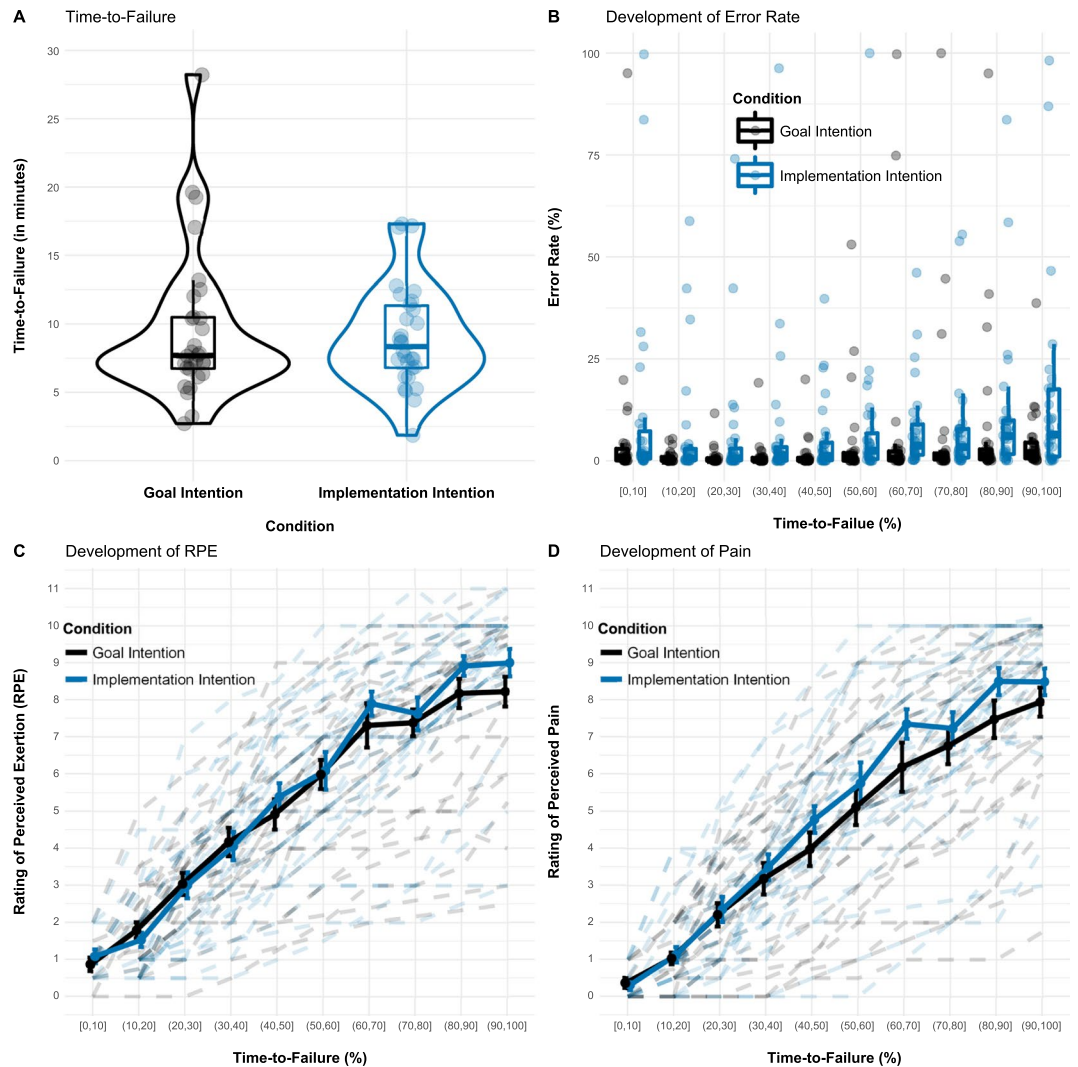 A Time-to-Failure
Time-to-Failure (in minutes)
30
25
20
15
10
5
0
Goal Intention Implementation Intention
Condition
B Development of Error Rate
Error Rate (%)
100
75
50
25
0
Condition
Goal Intention
Implementation Intention
[0,10] (10,20] (20,30] (30,40] (40,50] (50,60] (60,70] (70,80] (80,90] (90,100]
Time-to-Failue (%)
C Development of RPE
Rating of Perceived Exertion (RPE)
11
10
9
8
7
6
5
4
3
2
1
0
Condition
Goal Intention
Implementation Intention
[0,10] (10,20] (20,30] (30,40] (40,50] (50,60] (60,70] (70,80] (80,90] (90,100]
Time-to-Failure (%)
D Development of Pain
Rating of Perceived Pain
11
10
9
8
7
6
5
4
3
2
1
0
Condition
Goal Intention
Implementation Intention
[0,10] (10,20] (20,30] (30,40] (40,50] (50,60] (60,70] (70,80] (80,90] (90,100]
Time-to-Failure (%)